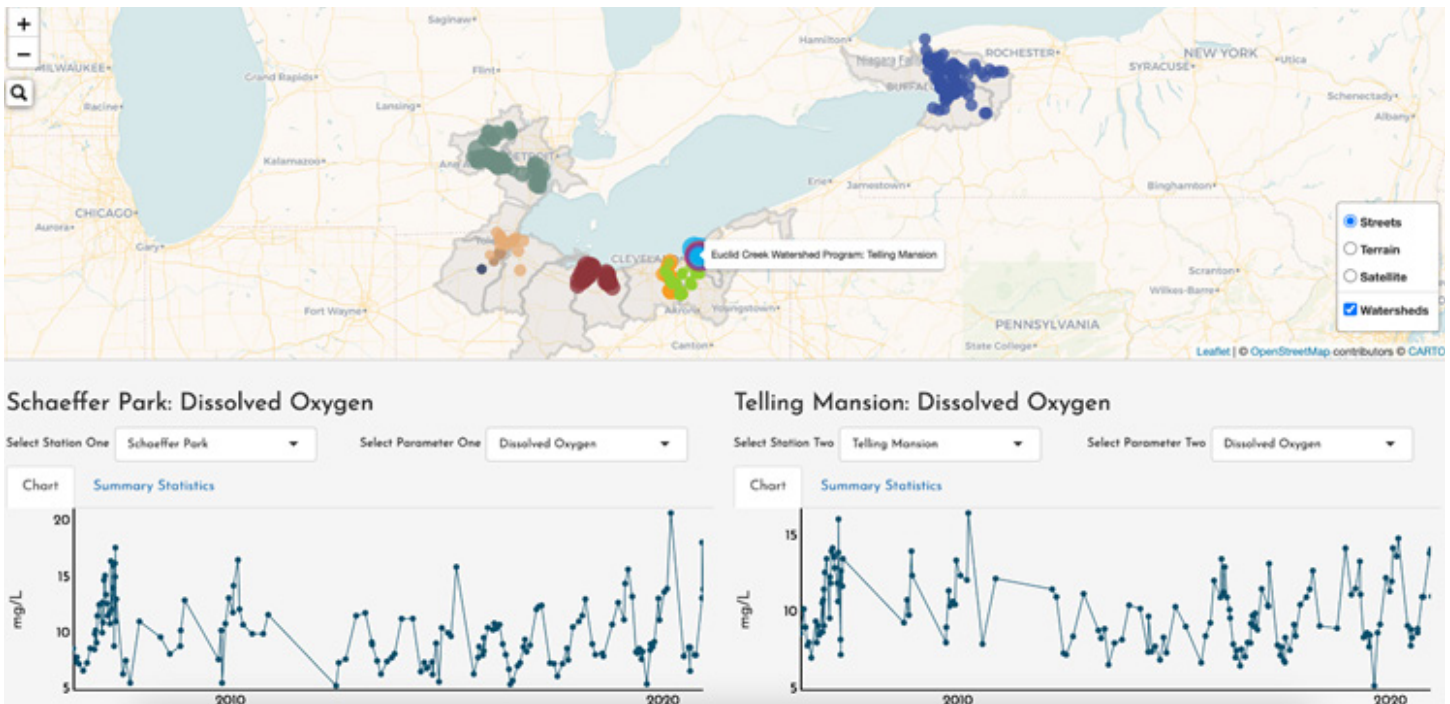 +
Saginaw
Hamilton
−
ROCHESTER
NEW YORK
MILWAUKEE
Niagara Falls
SYRACUSE
Utica
Grand Rapids
Flint
Racine
Lansing
Schenectady
Albany
Kalamazoo
Erie
Jamestown
Binghamton
CHICAGO
Streets
Aurora
Gary
Terrain
Euclid Creek Watershed Program: Telling Mansion
Satellite
Scranton
Wilkes-Barre
Fort Wayne
Akron
Youngstown
Watersheds
PENNSYLVANIA
Canton
State College
Leaflet | © OpenStreetMap contributors © CARTO
Schaeffer Park: Dissolved Oxygen
Select Station One Schaeffer Park Select Parameter One Dissolved Oxygen
Chart Summary Statistics
20
15
10
5
mg/L
2010 2020
Telling Mansion: Dissolved Oxygen
Select Station Two Telling Mansion Select Parameter Two Dissolved Oxygen
Chart Summary Statistics
15
10
5
mg/L
2010 2020